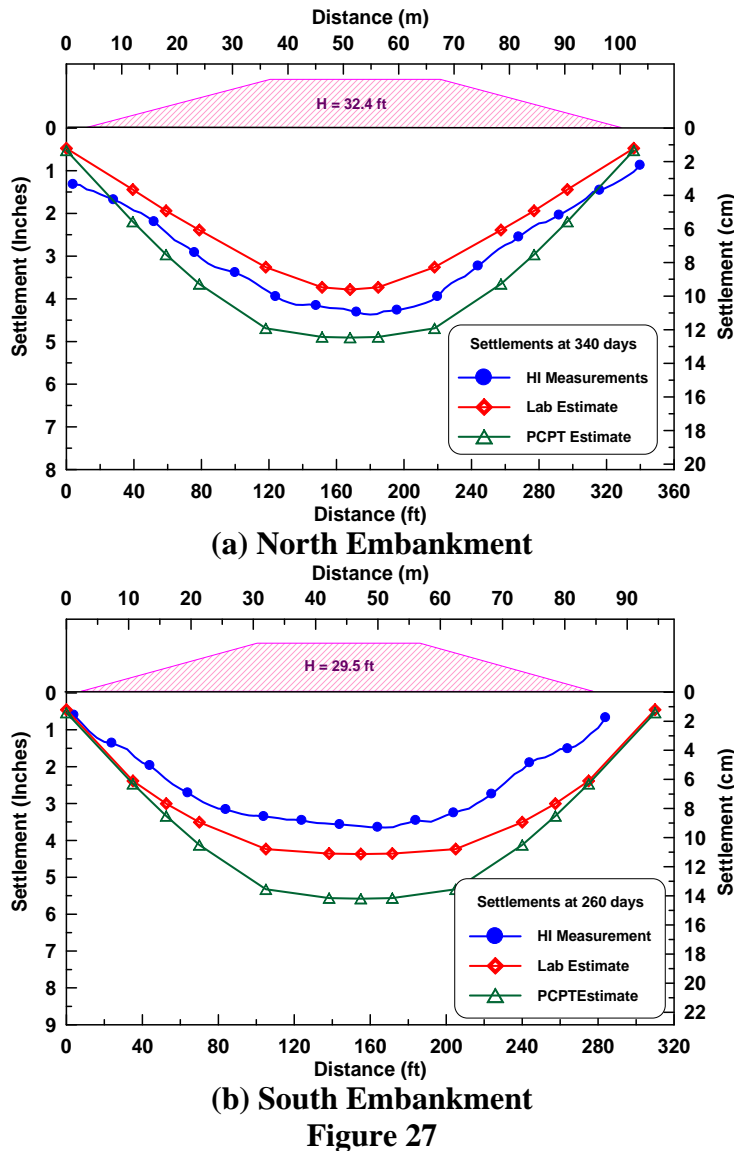 Distance (m)
0 10 20 30 40 50 60 70 80 90 100
H = 32.4 ft
Settlement (Inches)
0
1
2
3
4
5
6
7
8
Settlement (cm)
0
2
4
6
8
10
12
14
16
18
20
Settlements at 340 days
HI Measurements
Lab Estimate
PCPT Estimate
0 40 80 120 160 200 240 280 320 360
Distance (ft)
(a) North Embankment
Distance (m)
0 10 20 30 40 50 60 70 80 90
H = 29.5 ft
Settlement (Inches)
0
1
2
3
4
5
6
7
8
9
Settlement (cm)
0
2
4
6
8
10
12
14
16
18
20
22
Settlements at 260 days
HI Measurement
Lab Estimate
PCPTEstimate
0 40 80 120 160 200 240 280 320
Distance (ft)
(b) South Embankment
Figure 27